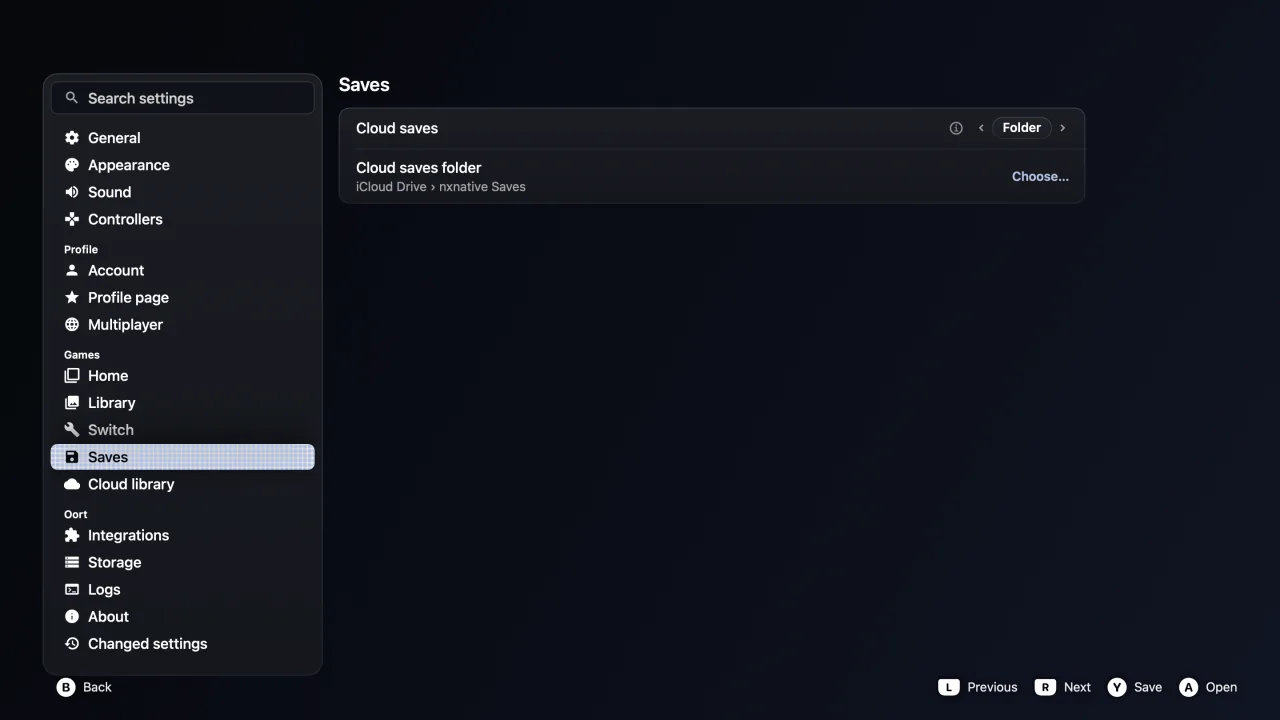 Search settings
General
Appearance
Sound
Controllers
Profile
Account
Profile page
Multiplayer
Games
Home
Library
Switch
Saves
Cloud library
Oort
Integrations
Storage
Logs
About
Changed settings
Saves
Cloud saves
‹ Folder ›
Cloud saves folder
iCloud Drive › nxnative Saves
Choose...
B Back
L Previous R Next Y Save A Open